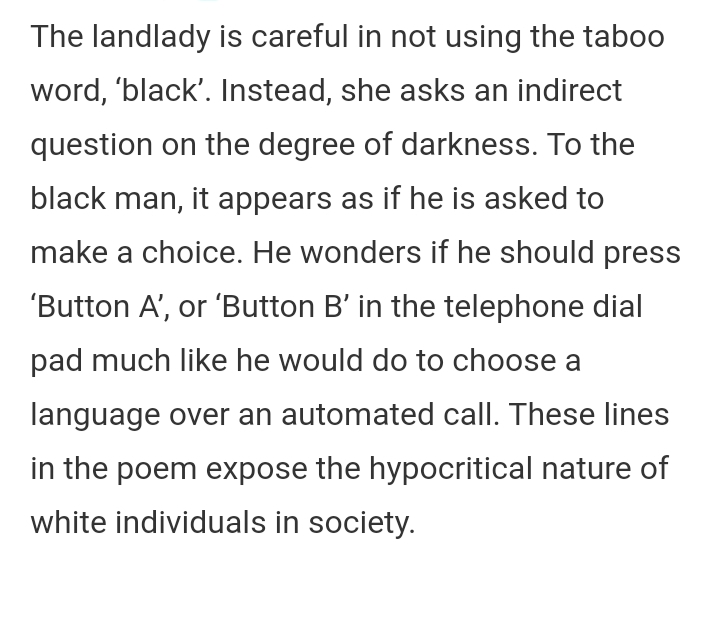 The landlady is careful in not using the taboo
word, ‘black’. Instead, she asks an indirect
question on the degree of darkness. To the
black man, it appears as if he is asked to
make a choice. He wonders if he should press
‘Button A’, or ‘Button B’ in the telephone dial
pad much like he would do to choose a
language over an automated call. These lines
in the poem expose the hypocritical nature of
white individuals in society.